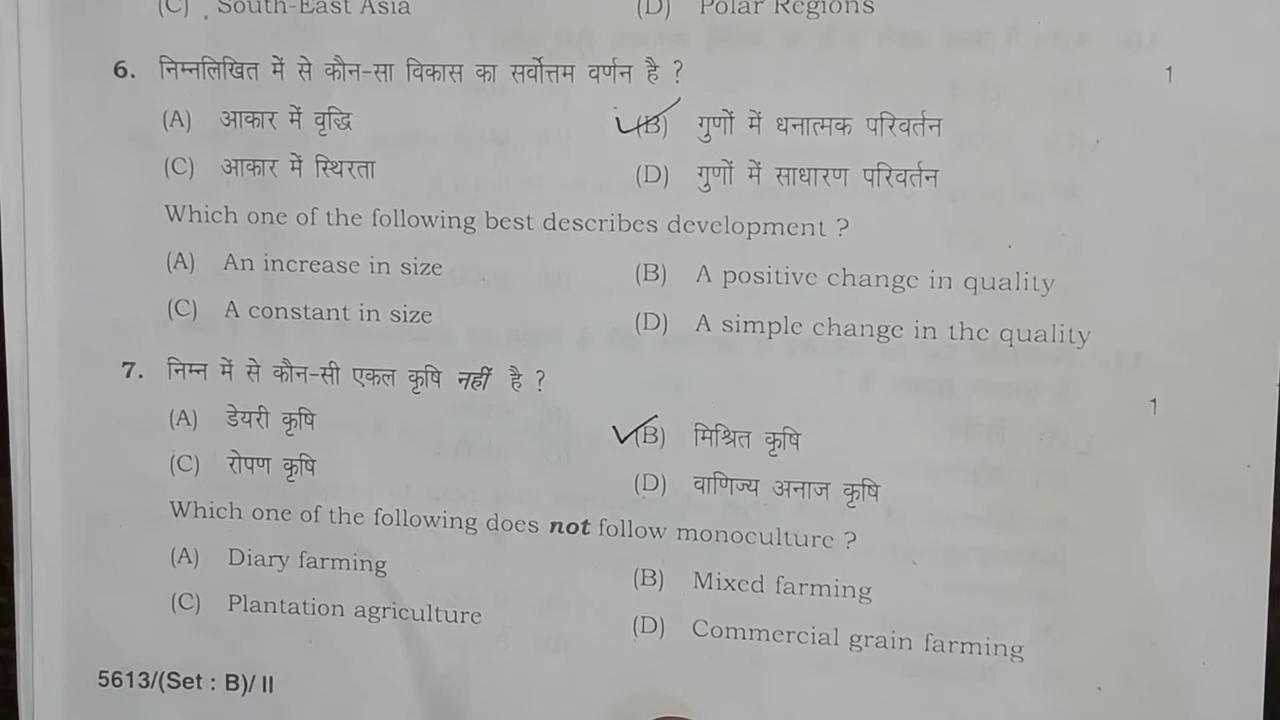 (C) South-East Asia (D) Polar Regions
6. निम्नलिखित में से कौन-सा विकास का सर्वोत्तम वर्णन है ? 1
(A) आकार में वृद्धि (B) गुणों में धनात्मक परिवर्तन
(C) आकार में स्थिरता (D) गुणों में साधारण परिवर्तन
Which one of the following best describes development ?
(A) An increase in size (B) A positive change in quality
(C) A constant in size (D) A simple change in the quality
7. निम्न में से कौन-सी एकल कृषि नहीं है ? 1
(A) डेयरी कृषि (B) मिश्रित कृषि
(C) रोपण कृषि (D) वाणिज्य अनाज कृषि
Which one of the following does not follow monoculture ?
(A) Diary farming (B) Mixed farming
(C) Plantation agriculture (D) Commercial grain farming
5613/(Set : B)/ II